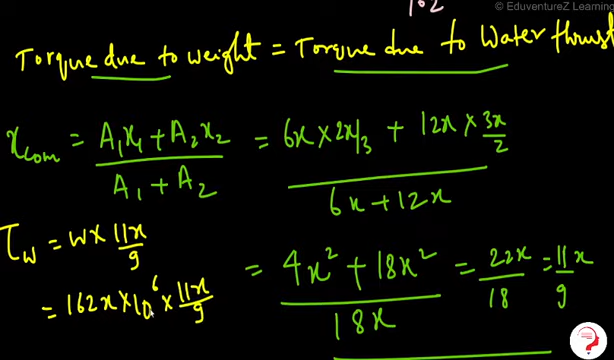 © EduventureZ Learning
102
Torque due to weight = Torque due to Water thrust
x_com = (A₁x₁ + A₂x₂) / (A₁ + A₂) = (6x × 2x/3 + 12x × 3x/2) / (6x + 12x)
τ_w = W × 11x/9 = (4x² + 18x²) / 18x = 22x/18 = 11x/9
= 162x × 10⁶ × 11x/9